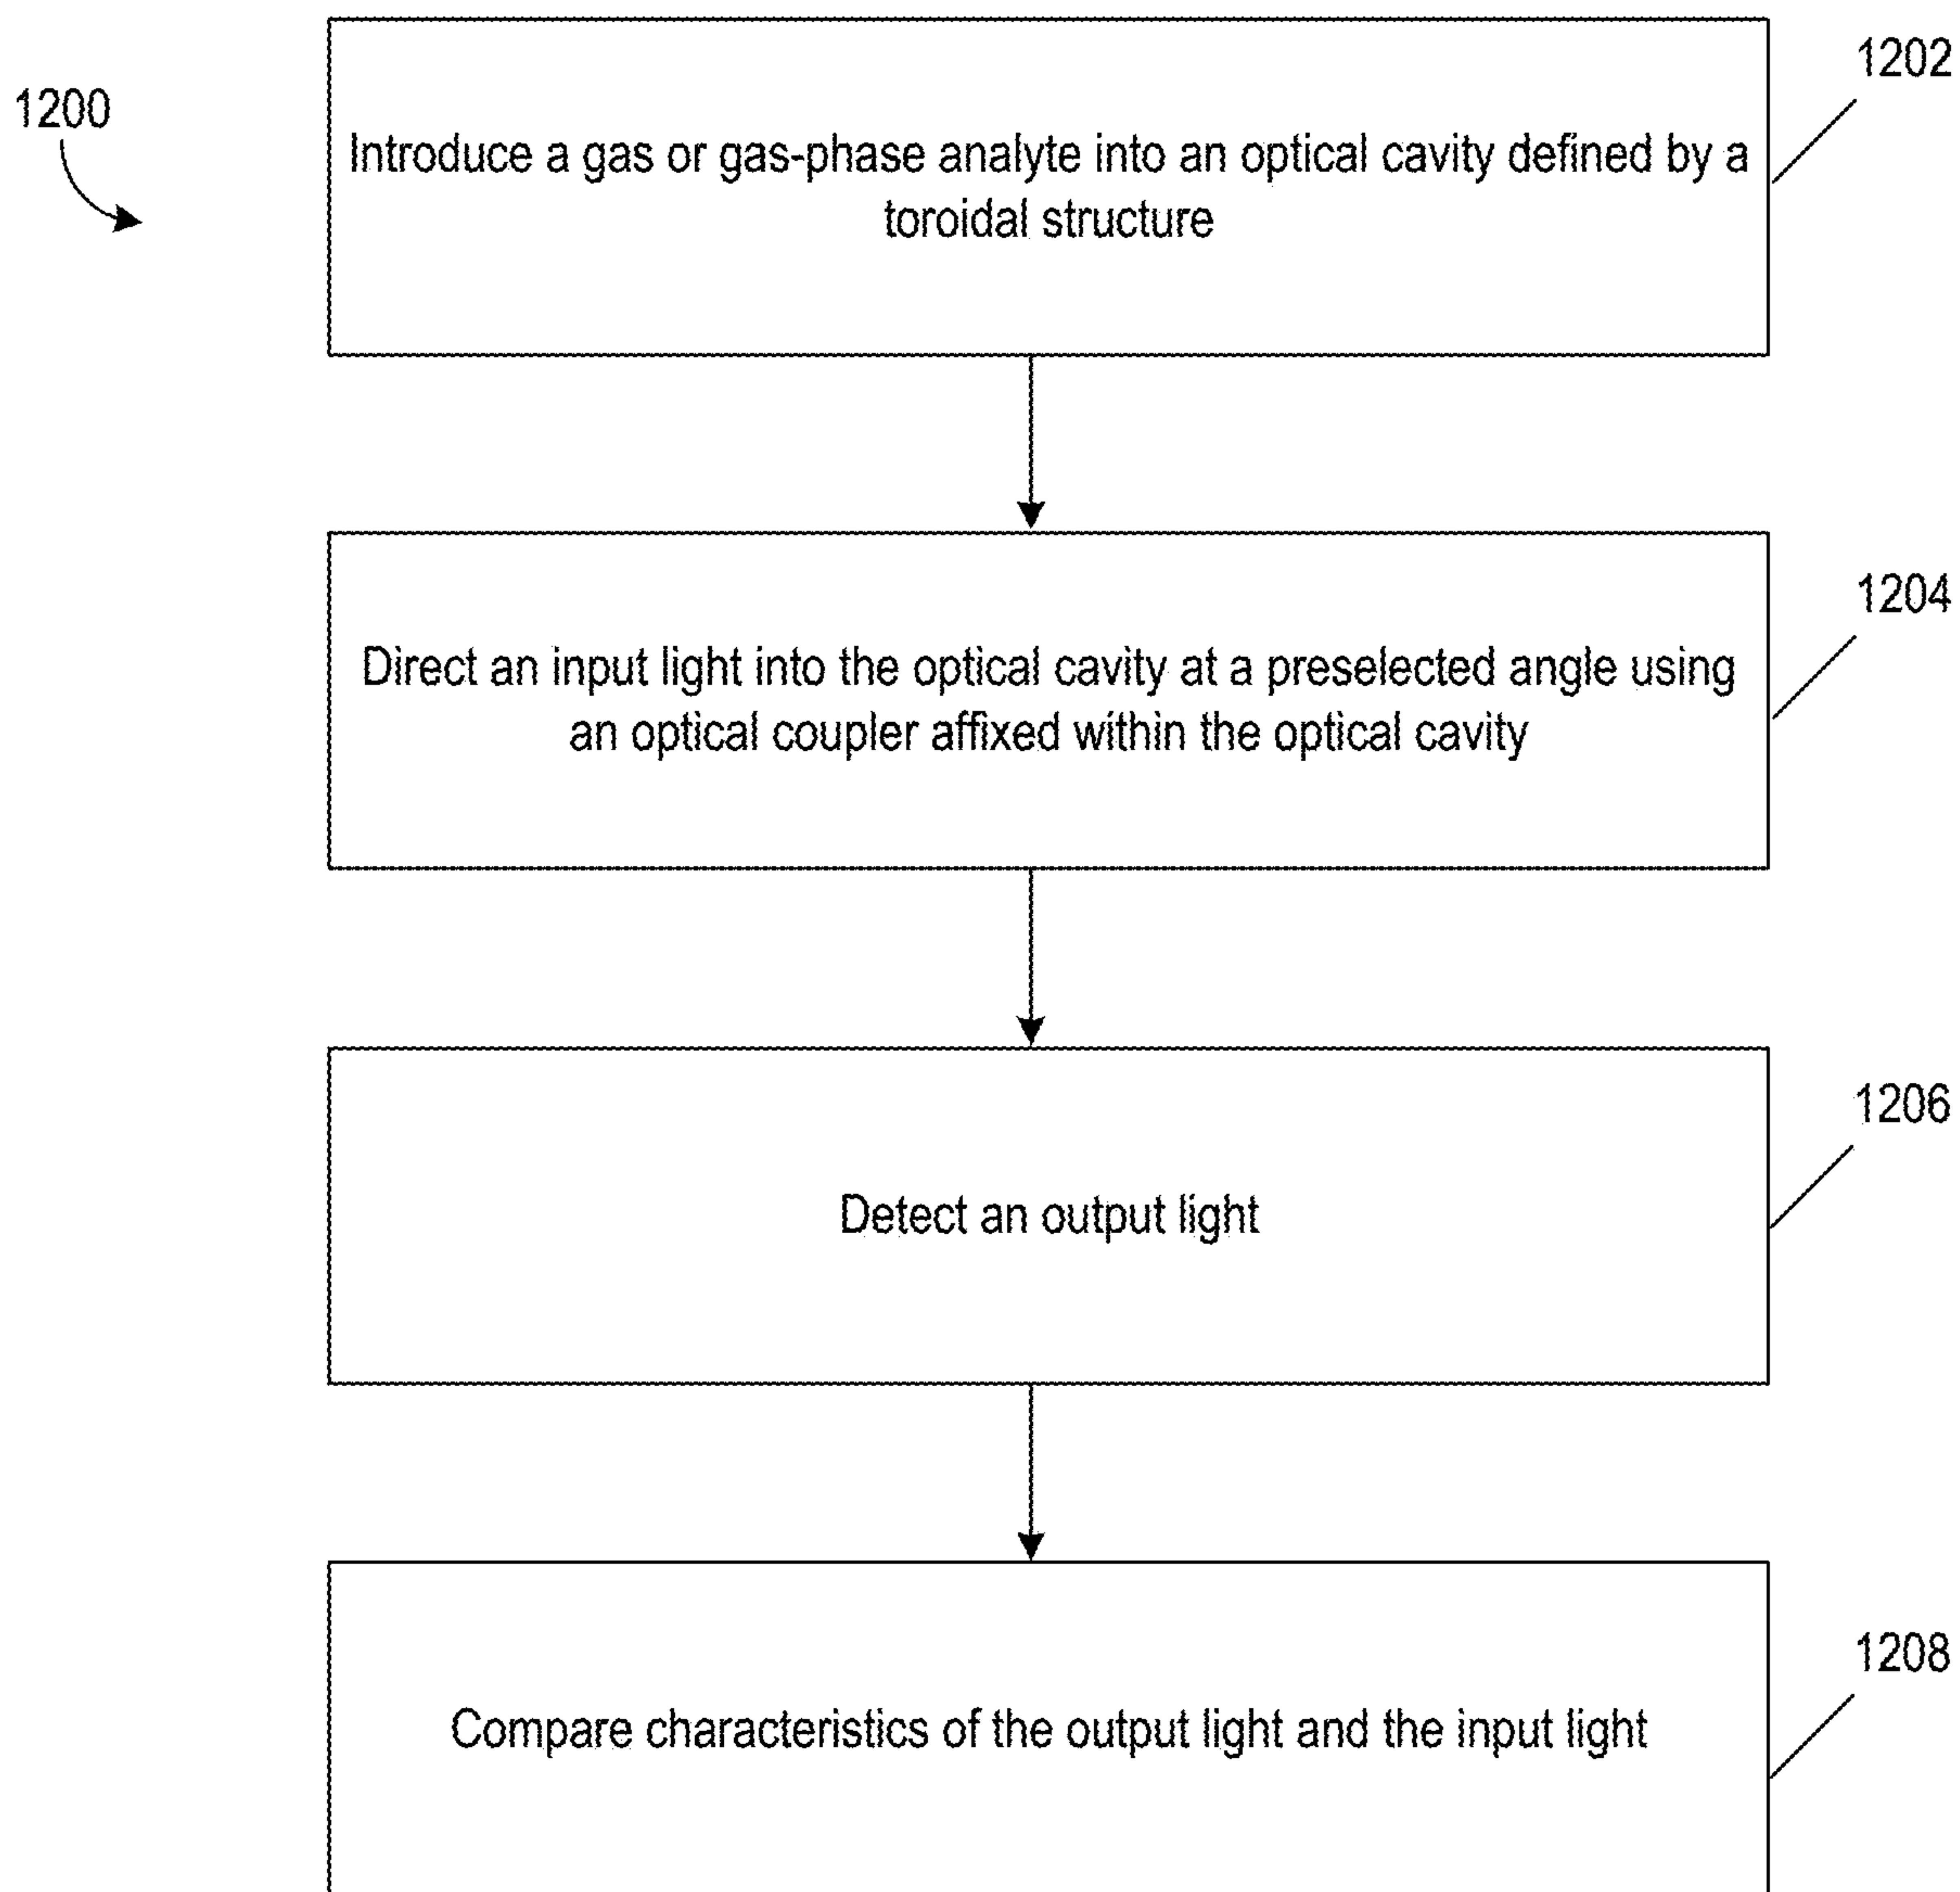 1200
1202
Introduce a gas or gas-phase analyte into an optical cavity defined by a
toroidal structure
1204
Direct an input light into the optical cavity at a preselected angle using
an optical coupler affixed within the optical cavity
1206
Detect an output light
1208
Compare characteristics of the output light and the input light